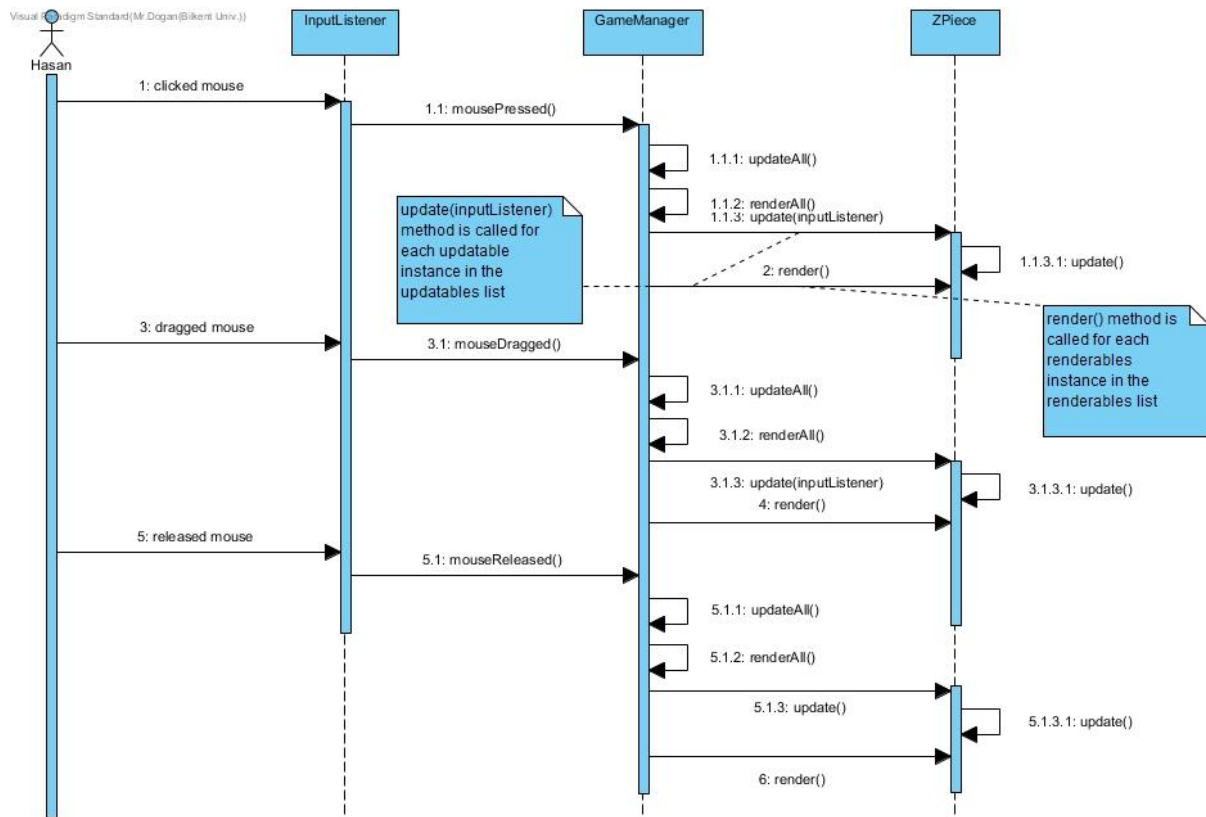 Visual Paradigm Standard(Mr.Dogan(Bilkent Univ.))
InputListener
GameManager
ZPiece
Hasan
1: clicked mouse
1.1: mousePressed()
1.1.1: updateAll()
1.1.2: renderAll()
1.1.3: update(inputListener)
update(inputListener)
method is called for
each updatable
instance in the
updatables list
1.1.3.1: update()
2: render()
render() method is
called for each
renderables
instance in the
renderables list
3: dragged mouse
3.1: mouseDragged()
3.1.1: updateAll()
3.1.2: renderAll()
3.1.3: update(inputListener)
3.1.3.1: update()
4: render()
5: released mouse
5.1: mouseReleased()
5.1.1: updateAll()
5.1.2: renderAll()
5.1.3: update()
5.1.3.1: update()
6: render()